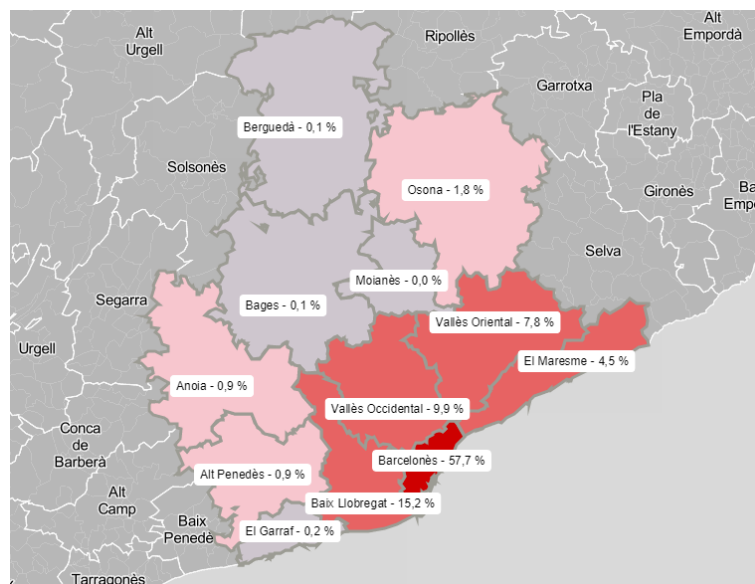 Alt
Urgell
Ripollès
Alt
Empordà
Garrotxa
Pla
de
l'Estany
Berguedà - 0,1 %
Solsonès
Osona - 1,8 %
Gironès
Ba
Empo
Selva
Moianès - 0,0 %
Segarra
Bages - 0,1 %
Vallès Oriental - 7,8 %
Urgell
El Maresme - 4,5 %
Anoia - 0,9 %
Vallès Occidental - 9,9 %
Conca
de
Barberà
Barcelonès - 57,7 %
Alt Penedès - 0,9 %
Alt
Camp
Baix Llobregat - 15,2 %
Baix
Penedè
El Garraf - 0,2 %
Tarragonès